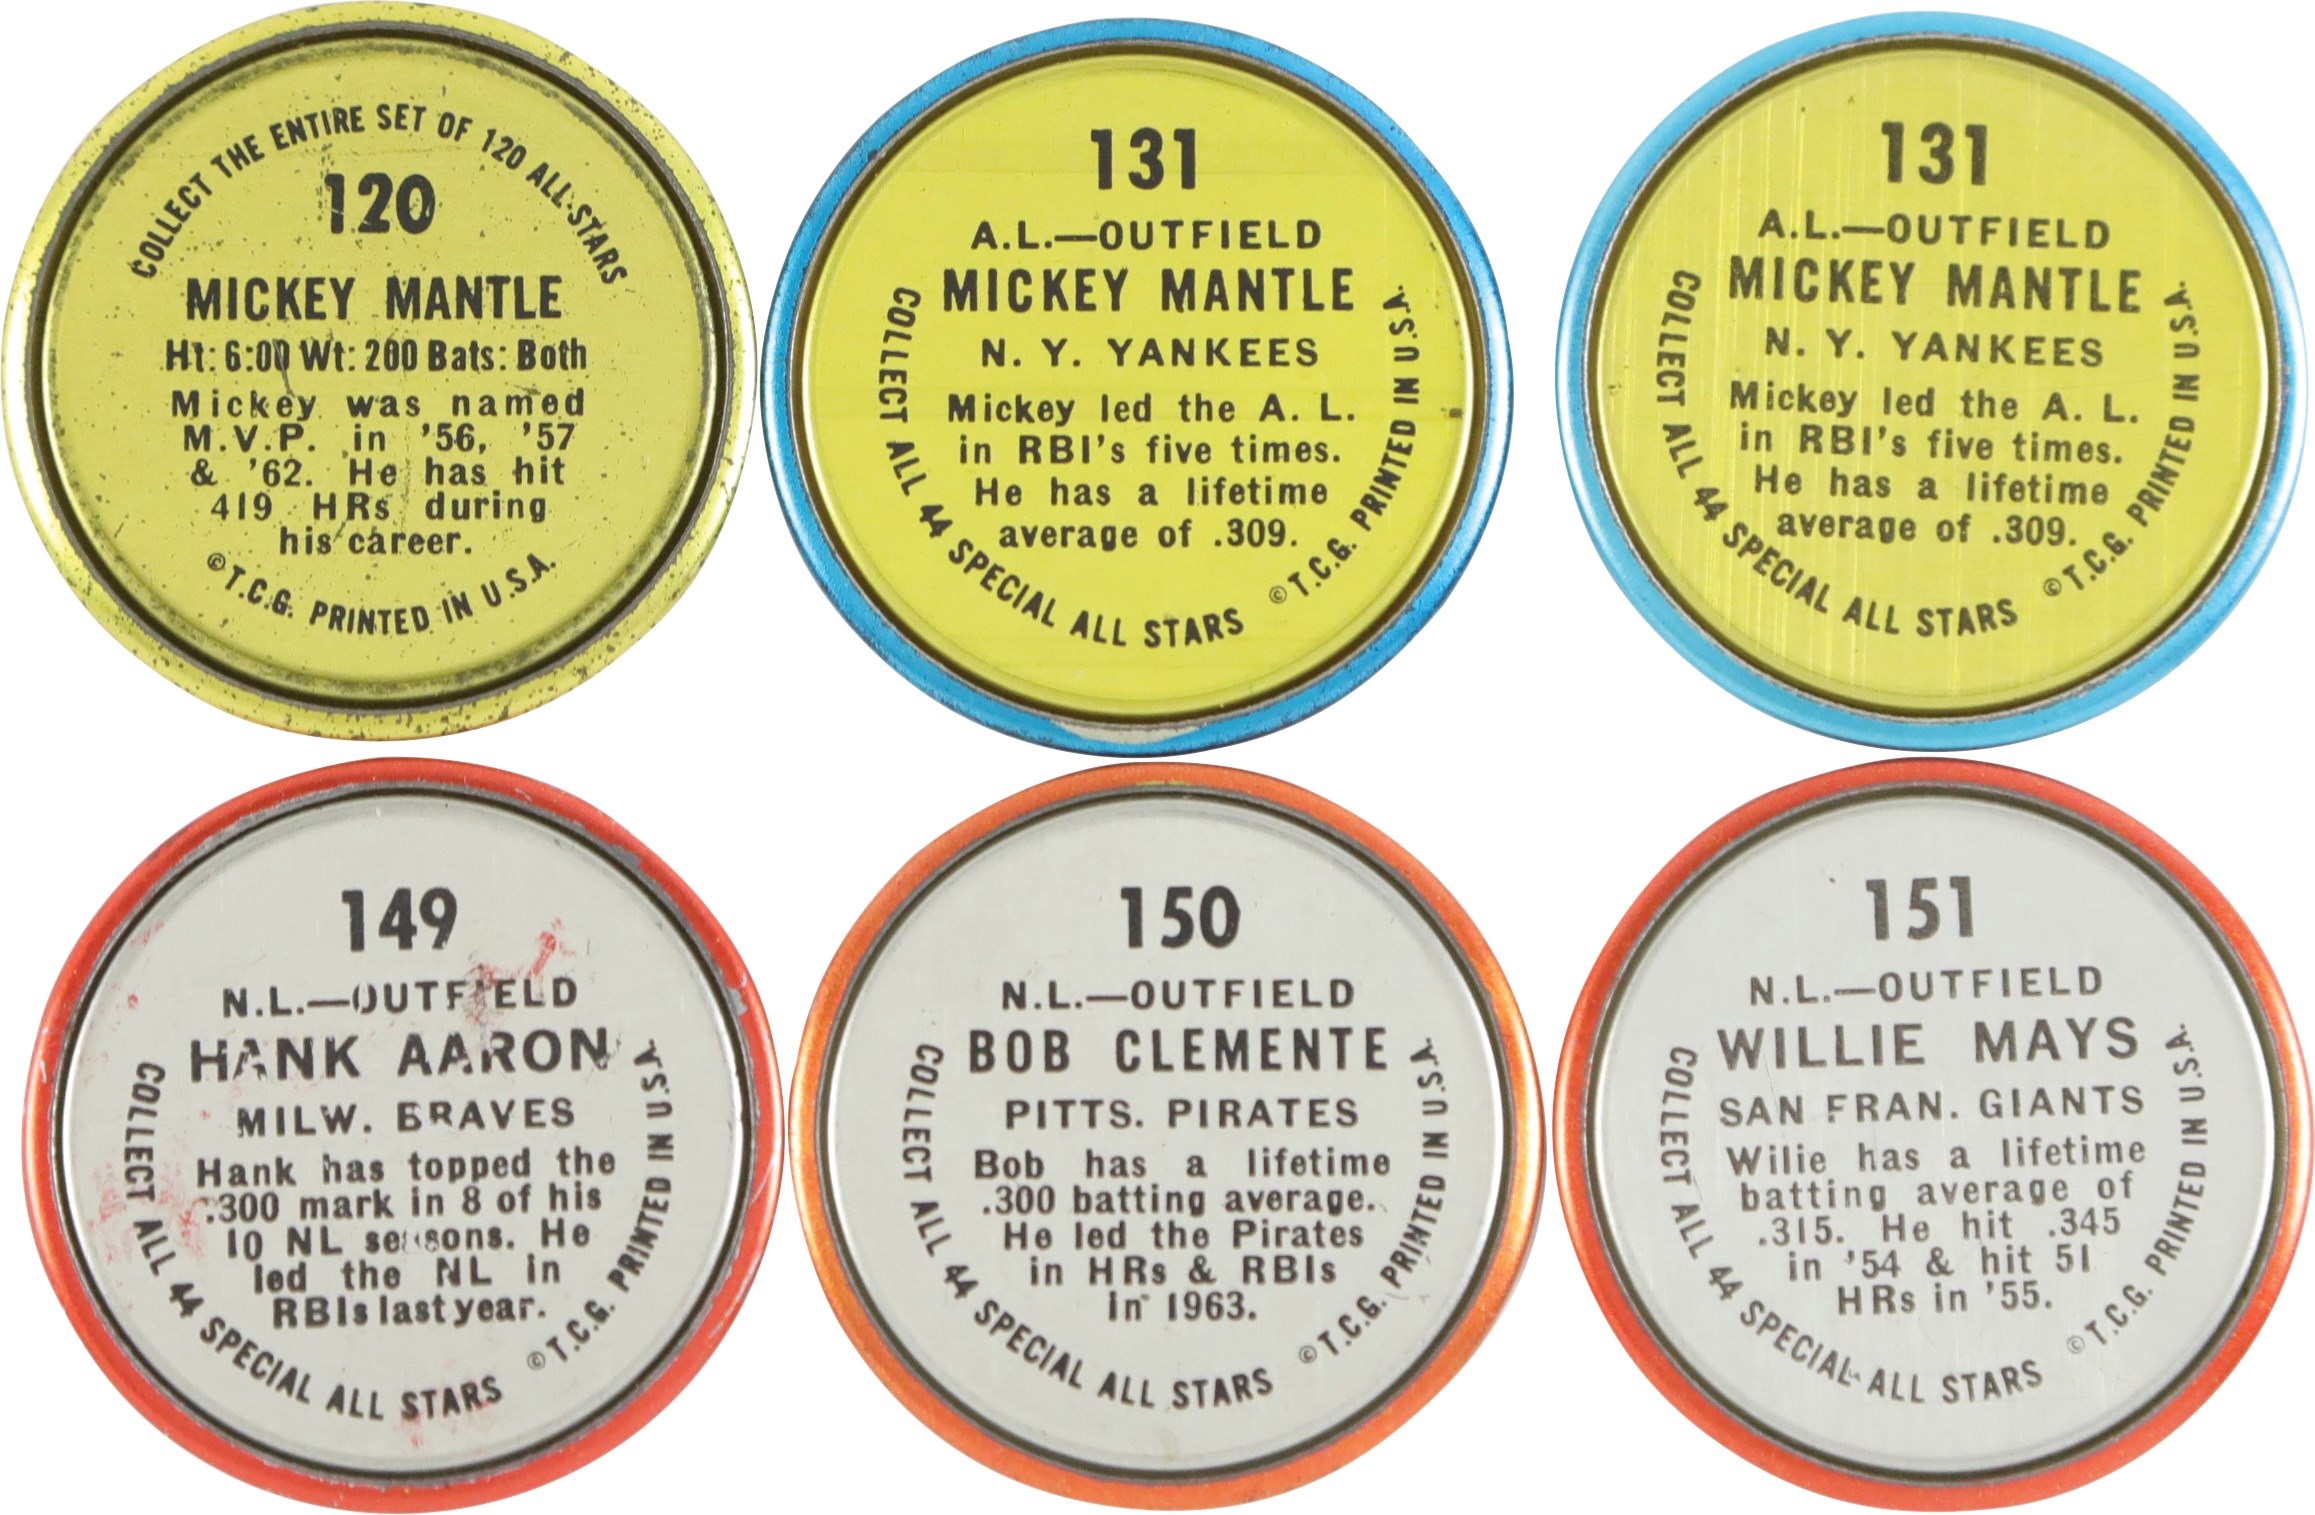 COLLECT THE ENTIRE SET OF 120 ALL-STARS
120
MICKEY MANTLE
Ht: 6:00 Wt: 200 Bats: Both
Mickey was named
M.V.P. in '56, '57
& '62. He has hit
419 HRs during
his career.
©T.C.G. PRINTED IN U.S.A.
131
A.L.—OUTFIELD
MICKEY MANTLE
N. Y. YANKEES
Mickey led the A. L.
in RBI's five times.
He has a lifetime
average of .309.
COLLECT ALL 44 SPECIAL ALL STARS
©T.C.G. PRINTED IN U.S.A.
131
A.L.—OUTFIELD
MICKEY MANTLE
N. Y. YANKEES
Mickey led the A. L.
in RBI's five times.
He has a lifetime
average of .309.
COLLECT ALL 44 SPECIAL ALL STARS
©T.C.G. PRINTED IN U.S.A.
149
N.L.—OUTFIELD
HANK AARON
MILW. BRAVES
Hank has topped the
.300 mark in 8 of his
10 NL seasons. He
led the NL in
RBIs last year.
COLLECT ALL 44 SPECIAL ALL STARS
©T.C.G. PRINTED IN U.S.A.
150
N.L.—OUTFIELD
BOB CLEMENTE
PITTS. PIRATES
Bob has a lifetime
.300 batting average.
He led the Pirates
in HRs & RBIs
in 1963.
COLLECT ALL 44 SPECIAL ALL STARS
©T.C.G. PRINTED IN U.S.A.
151
N.L.—OUTFIELD
WILLIE MAYS
SAN FRAN. GIANTS
Willie has a lifetime
batting average of
.315. He hit .345
in '54 & hit 51
HRs in '55.
COLLECT ALL 44 SPECIAL ALL STARS
©T.C.G. PRINTED IN U.S.A.